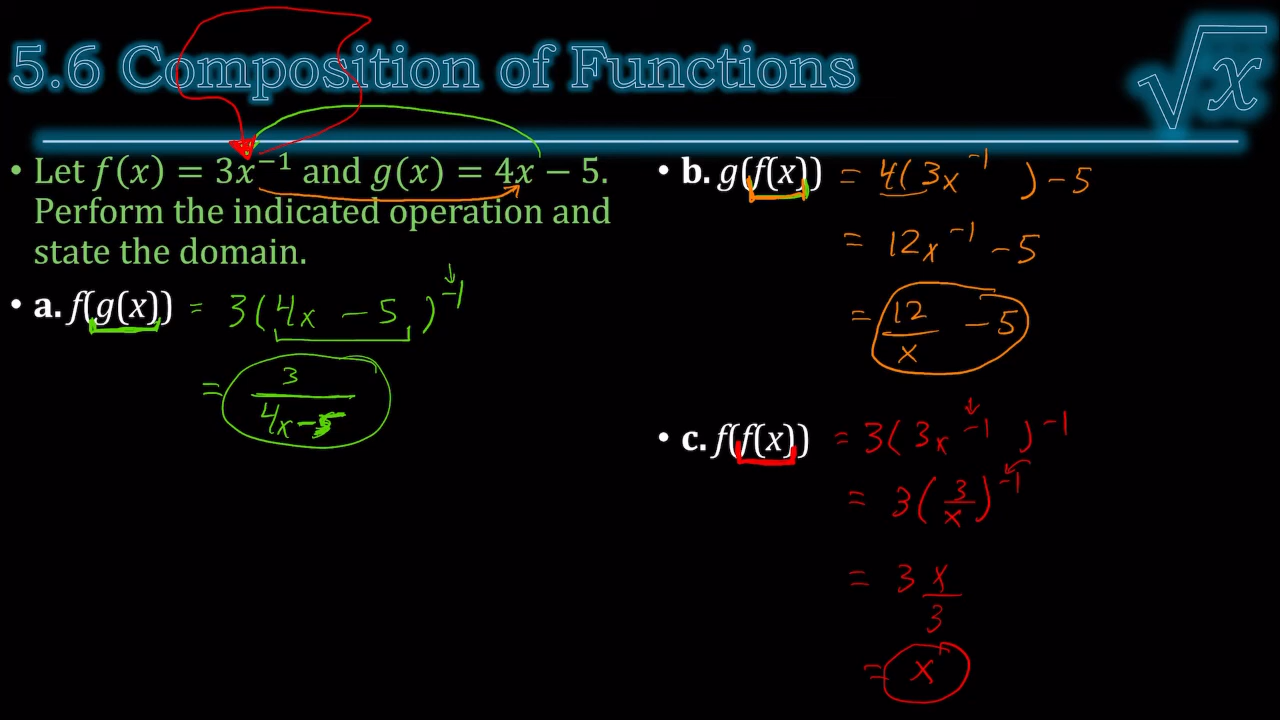 5.6 Composition of Functions
√x
• Let f(x) = 3x⁻¹ and g(x) = 4x − 5.
Perform the indicated operation and
state the domain.
• a. f(g(x)) = 3(4x − 5)⁻¹
= 3/(4x−5)
• b. g(f(x)) = 4(3x⁻¹ ) − 5
= 12x⁻¹ − 5
= 12/x − 5
• c. f(f(x)) = 3(3x⁻¹ )⁻¹
= 3(3/x)⁻¹
= 3 x/3
= x